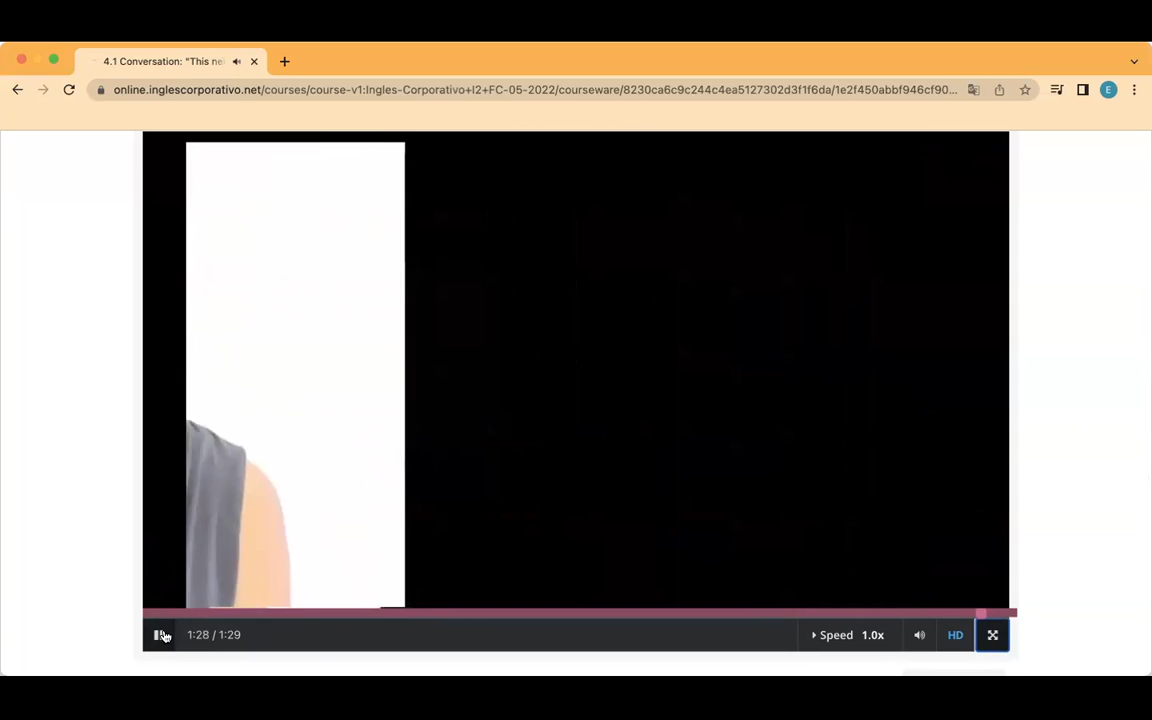 4.1 Conversation: "This ne
online.inglescorporativo.net/courses/course-v1:Ingles-Corporativo+I2+FC-05-2022/courseware/8230ca6c9c244c4ea5127302d3f1f6da/1e2f450abbf946cf90...
E
1:28 / 1:29
Speed 1.0x
HD